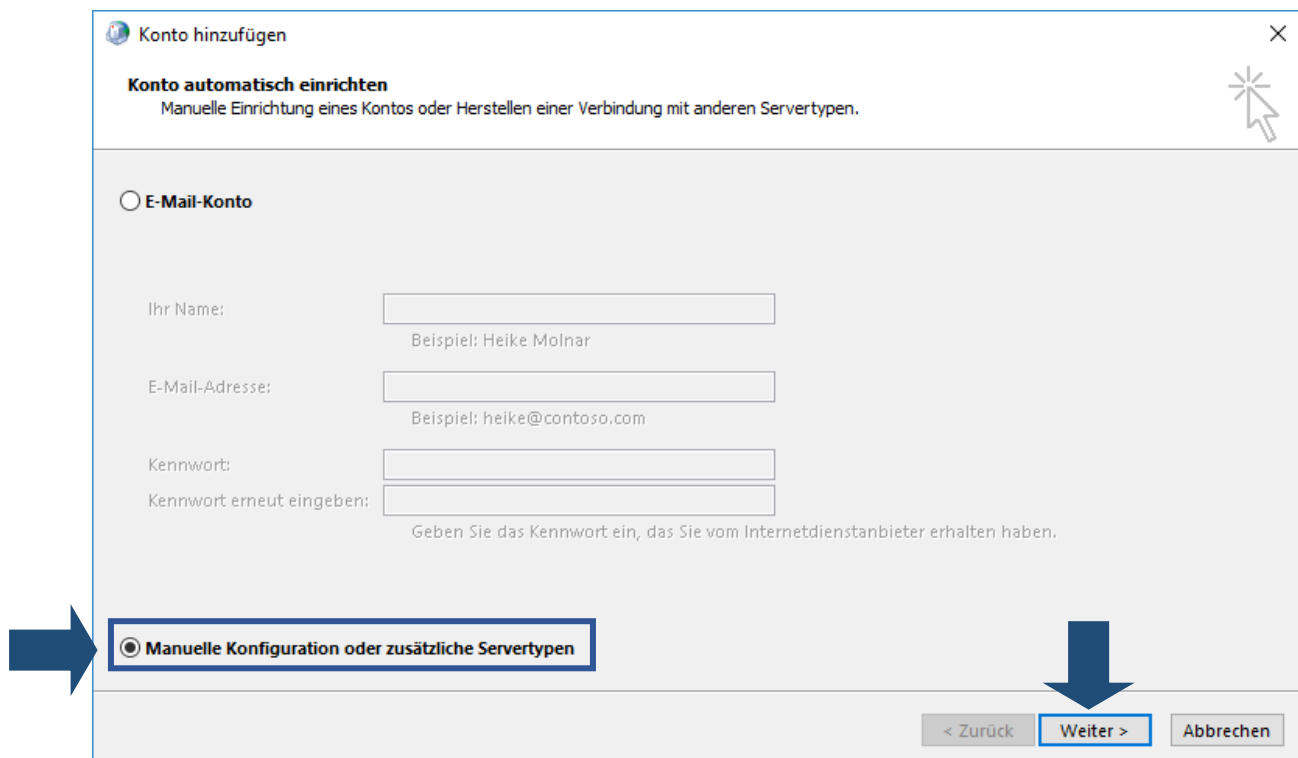 Konto hinzufügen
Konto automatisch einrichten
Manuelle Einrichtung eines Kontos oder Herstellen einer Verbindung mit anderen Servertypen.
E-Mail-Konto
Ihr Name:
Beispiel: Heike Molnar
E-Mail-Adresse:
Beispiel: heike@contoso.com
Kennwort:
Kennwort erneut eingeben:
Geben Sie das Kennwort ein, das Sie vom Internetdienstanbieter erhalten haben.
Manuelle Konfiguration oder zusätzliche Servertypen
< Zurück Weiter > Abbrechen